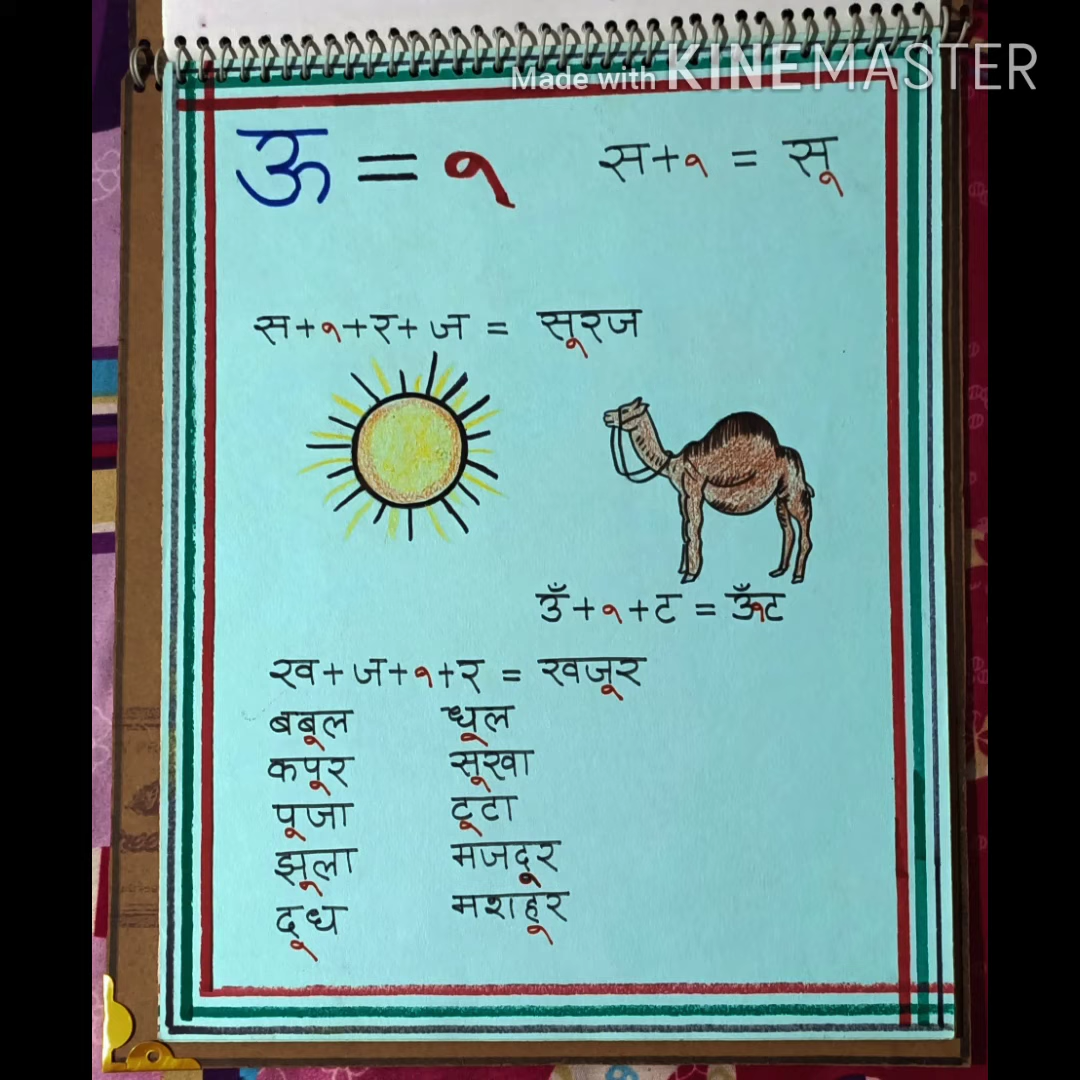 Made with KINEMASTER
ऊ = ू स + ू = सू
स + ू + र + ज = सूरज
उँ + ू + ट = ऊँट
ख + ज + ू + र = खजूर
बबूल धूल
कपूर सूखा
पूजा टूटा
झूला मजदूर
दूध मशहूर